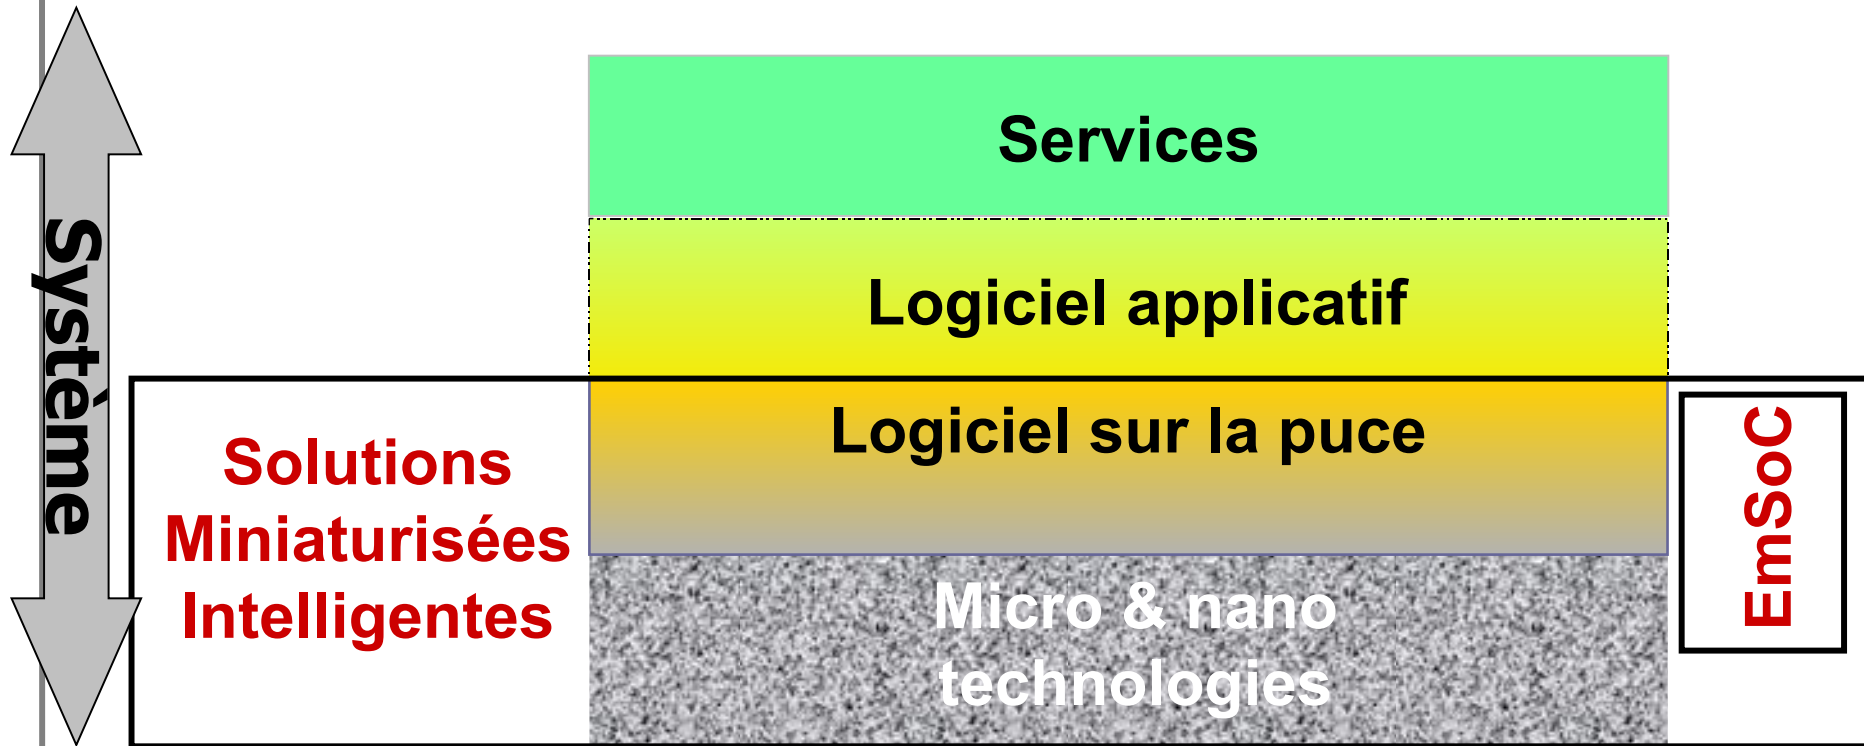 Système
Services
Logiciel applicatif
Logiciel sur la puce
Solutions
Miniaturisées
Intelligentes
Micro & nano
technologies
EmSoC